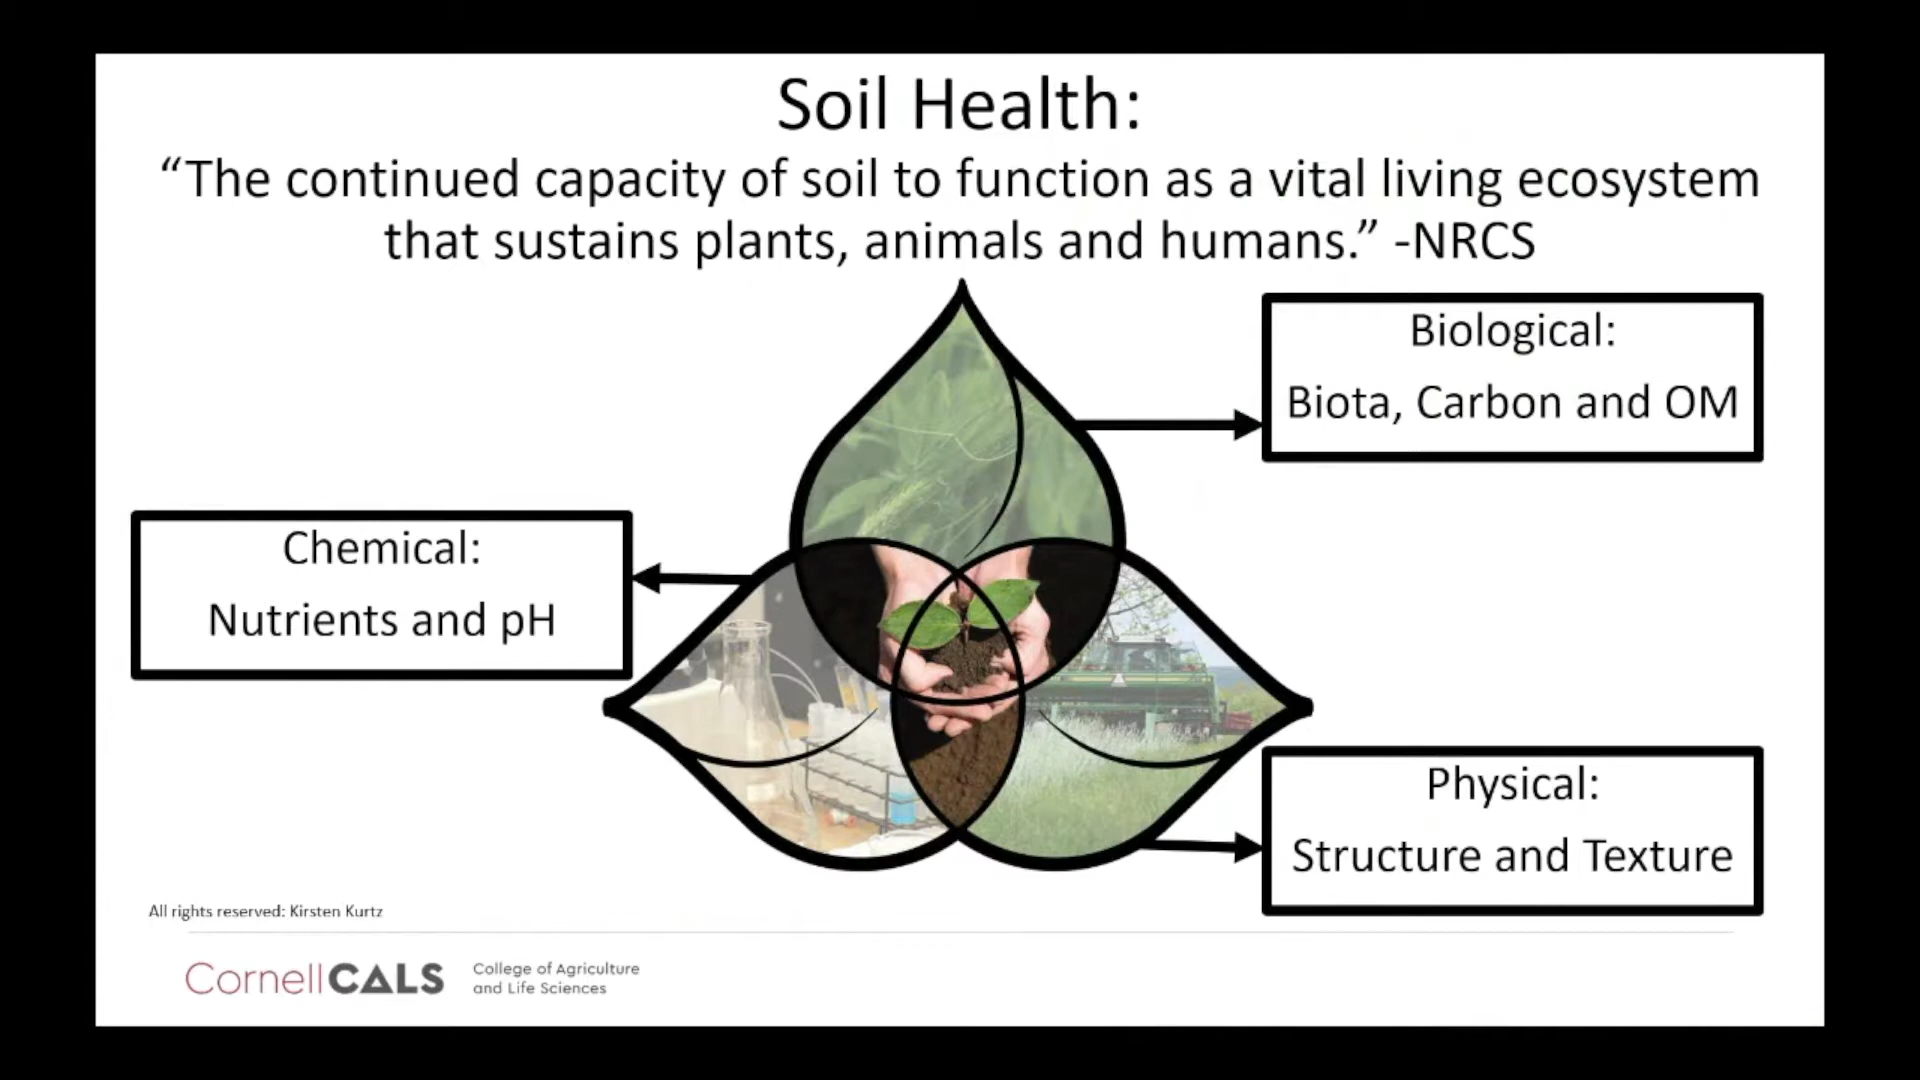 Soil Health:
“The continued capacity of soil to function as a vital living ecosystem
that sustains plants, animals and humans.” -NRCS
Biological:
Biota, Carbon and OM
Chemical:
Nutrients and pH
Physical:
Structure and Texture
All rights reserved: Kirsten Kurtz
CornellCALS
College of Agriculture
and Life Sciences